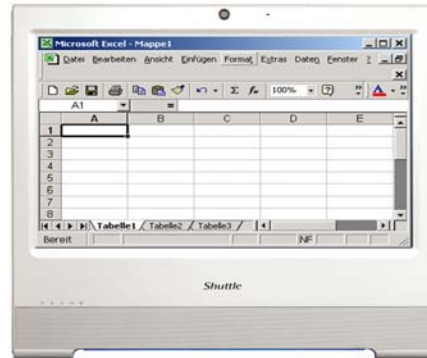 Microsoft Excel - Mappe1
Datei Bearbeiten Ansicht Einfügen Format Extras Daten Fenster ?
100%
A1 =
A B C D E
1
2
3
4
5
6
7
8
Tabelle1 Tabelle2 Tabelle3
Bereit NF
Shuttle